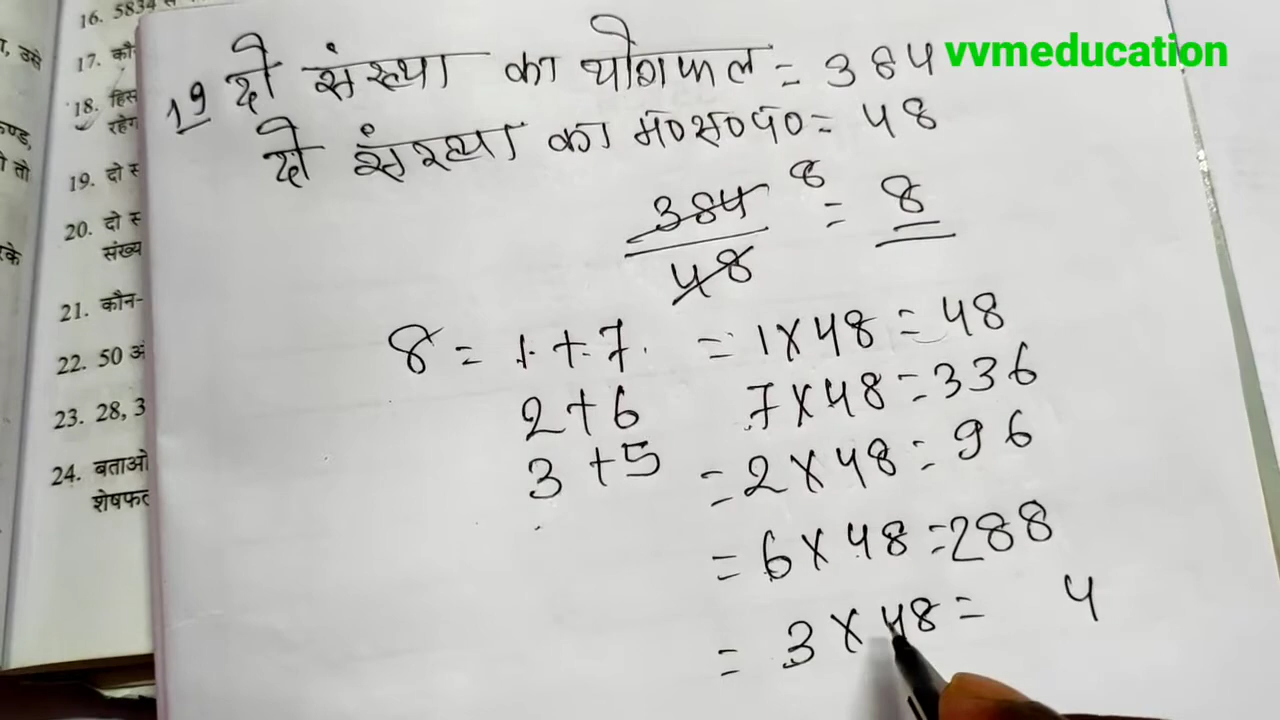 16. 5834 स
17. कौ
18. हिस
रहेग
19. दो स
20. दो स
संख्य
21. कौन-
22. 50 अं
23. 28, 3
24. बताओ
शेषफल
vvmeducation
19 दो संख्या का योगफल = 384
दो संख्या का म०स०प० = 48
384 8 = 8
48
8 = 1 + 7 = 1 X 48 = 48
2 + 6 7 X 48 = 336
3 + 5 = 2 X 48 = 96
= 6 X 48 = 288
= 3 X 48 = 4